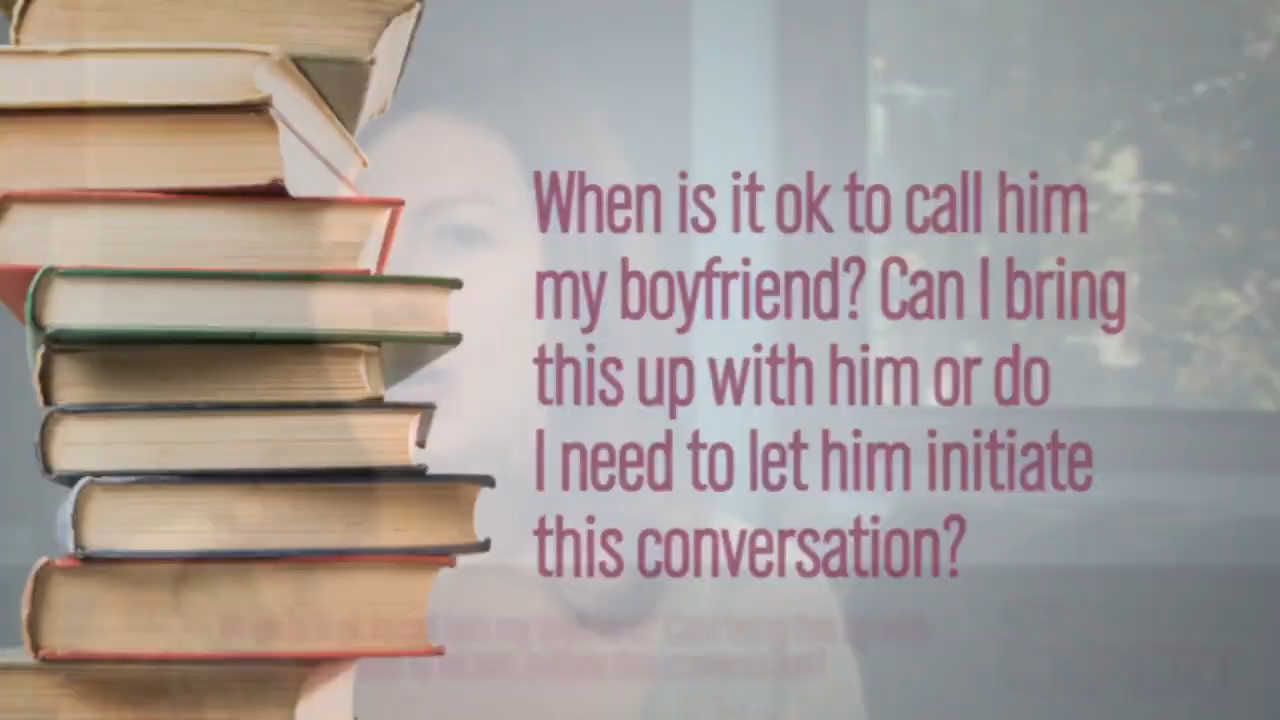 When is it ok to call him
my boyfriend? Can I bring
this up with him or do
I need to let him initiate
this conversation?